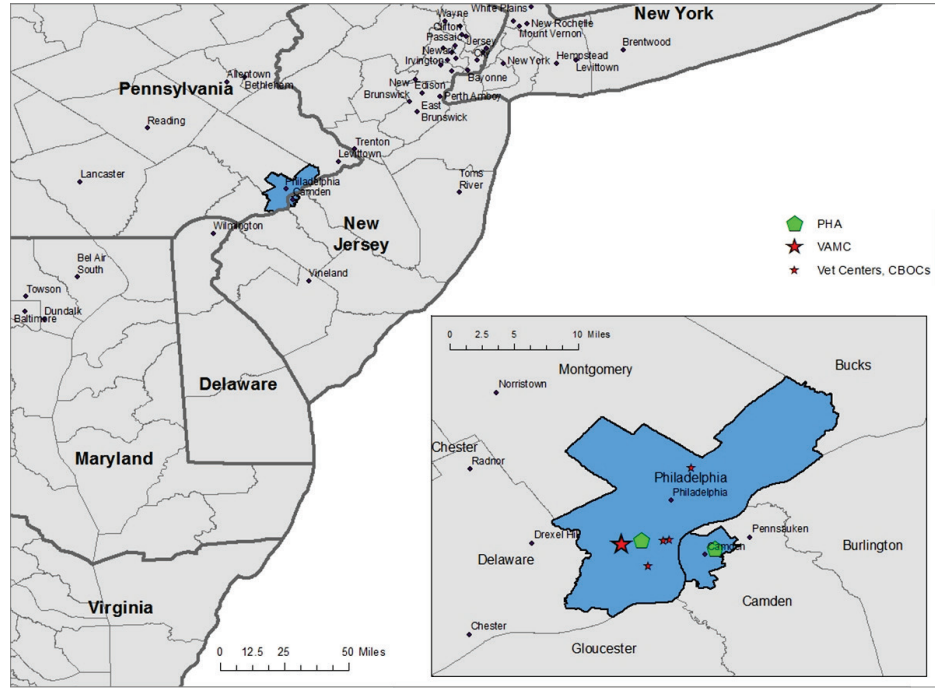 White Plains
New York
Wayne
New Rochelle
Clifton
Mount Vernon
Passaic
Jersey
City
Brentwood
Newark
Hempstead
Irvington
New York
Levittown
Allentown
Bayonne
Bethlehem
Pennsylvania
New
Brunswick
Edison
Perth Amboy
East
Brunswick
Reading
Trenton
Levittown
Lancaster
Philadelphia
Camden
Toms
River
New
Jersey
Wilmington
PHA
VAMC
Vet Centers, CBOCs
Bel Air
South
Vineland
Towson
Baltimore
Dundalk
Delaware
Maryland
Virginia
0 12.5 25 50 Miles
0 2.5 5 10 Miles
Montgomery
Bucks
Norristown
Chester
Radnor
Philadelphia
Philadelphia
Pennsauken
Drexel Hill
Camden
Burlington
Delaware
Camden
Chester
Gloucester